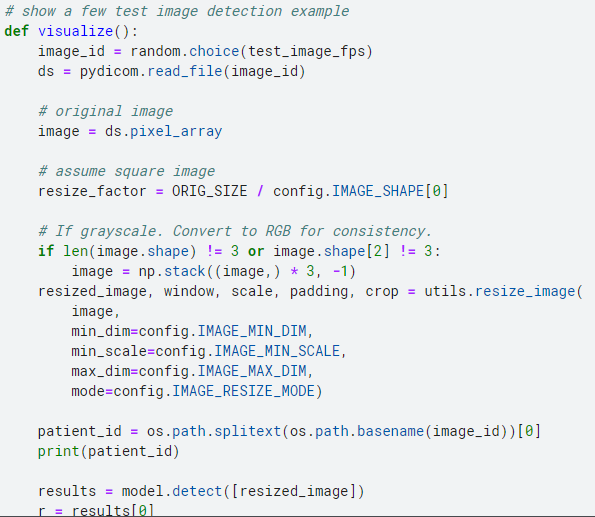 # show a few test image detection example
def visualize():
    image_id = random.choice(test_image_fps)
    ds = pydicom.read_file(image_id)

    # original image
    image = ds.pixel_array

    # assume square image
    resize_factor = ORIG_SIZE / config.IMAGE_SHAPE[0]

    # If grayscale. Convert to RGB for consistency.
    if len(image.shape) != 3 or image.shape[2] != 3:
        image = np.stack((image,) * 3, -1)
    resized_image, window, scale, padding, crop = utils.resize_image(
        image,
        min_dim=config.IMAGE_MIN_DIM,
        min_scale=config.IMAGE_MIN_SCALE,
        max_dim=config.IMAGE_MAX_DIM,
        mode=config.IMAGE_RESIZE_MODE)

    patient_id = os.path.splitext(os.path.basename(image_id))[0]
    print(patient_id)

    results = model.detect([resized_image])
    r = results[0]